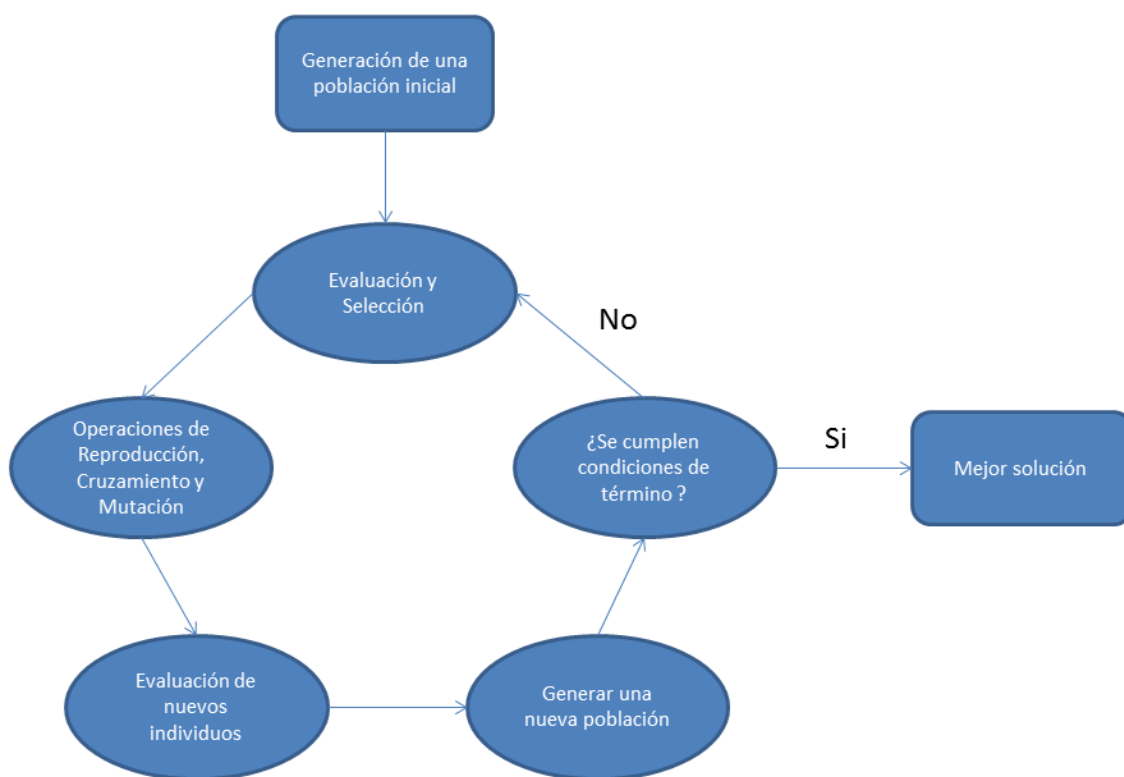 Generación de una
población inicial
Evaluación y
Selección
No
Operaciones de
Reproducción,
Cruzamiento y
Mutación
¿Se cumplen
condiciones de
término ?
Si
Mejor solución
Evaluación de
nuevos
individuos
Generar una
nueva población